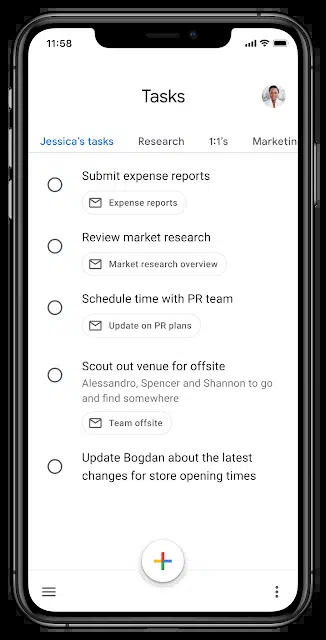 11:58
Tasks
Jessica's tasks Research 1:1's Marketin
Submit expense reports
Expense reports
Review market research
Market research overview
Schedule time with PR team
Update on PR plans
Scout out venue for offsite
Alessandro, Spencer and Shannon to go
and find somewhere
Team offsite
Update Bogdan about the latest
changes for store opening times